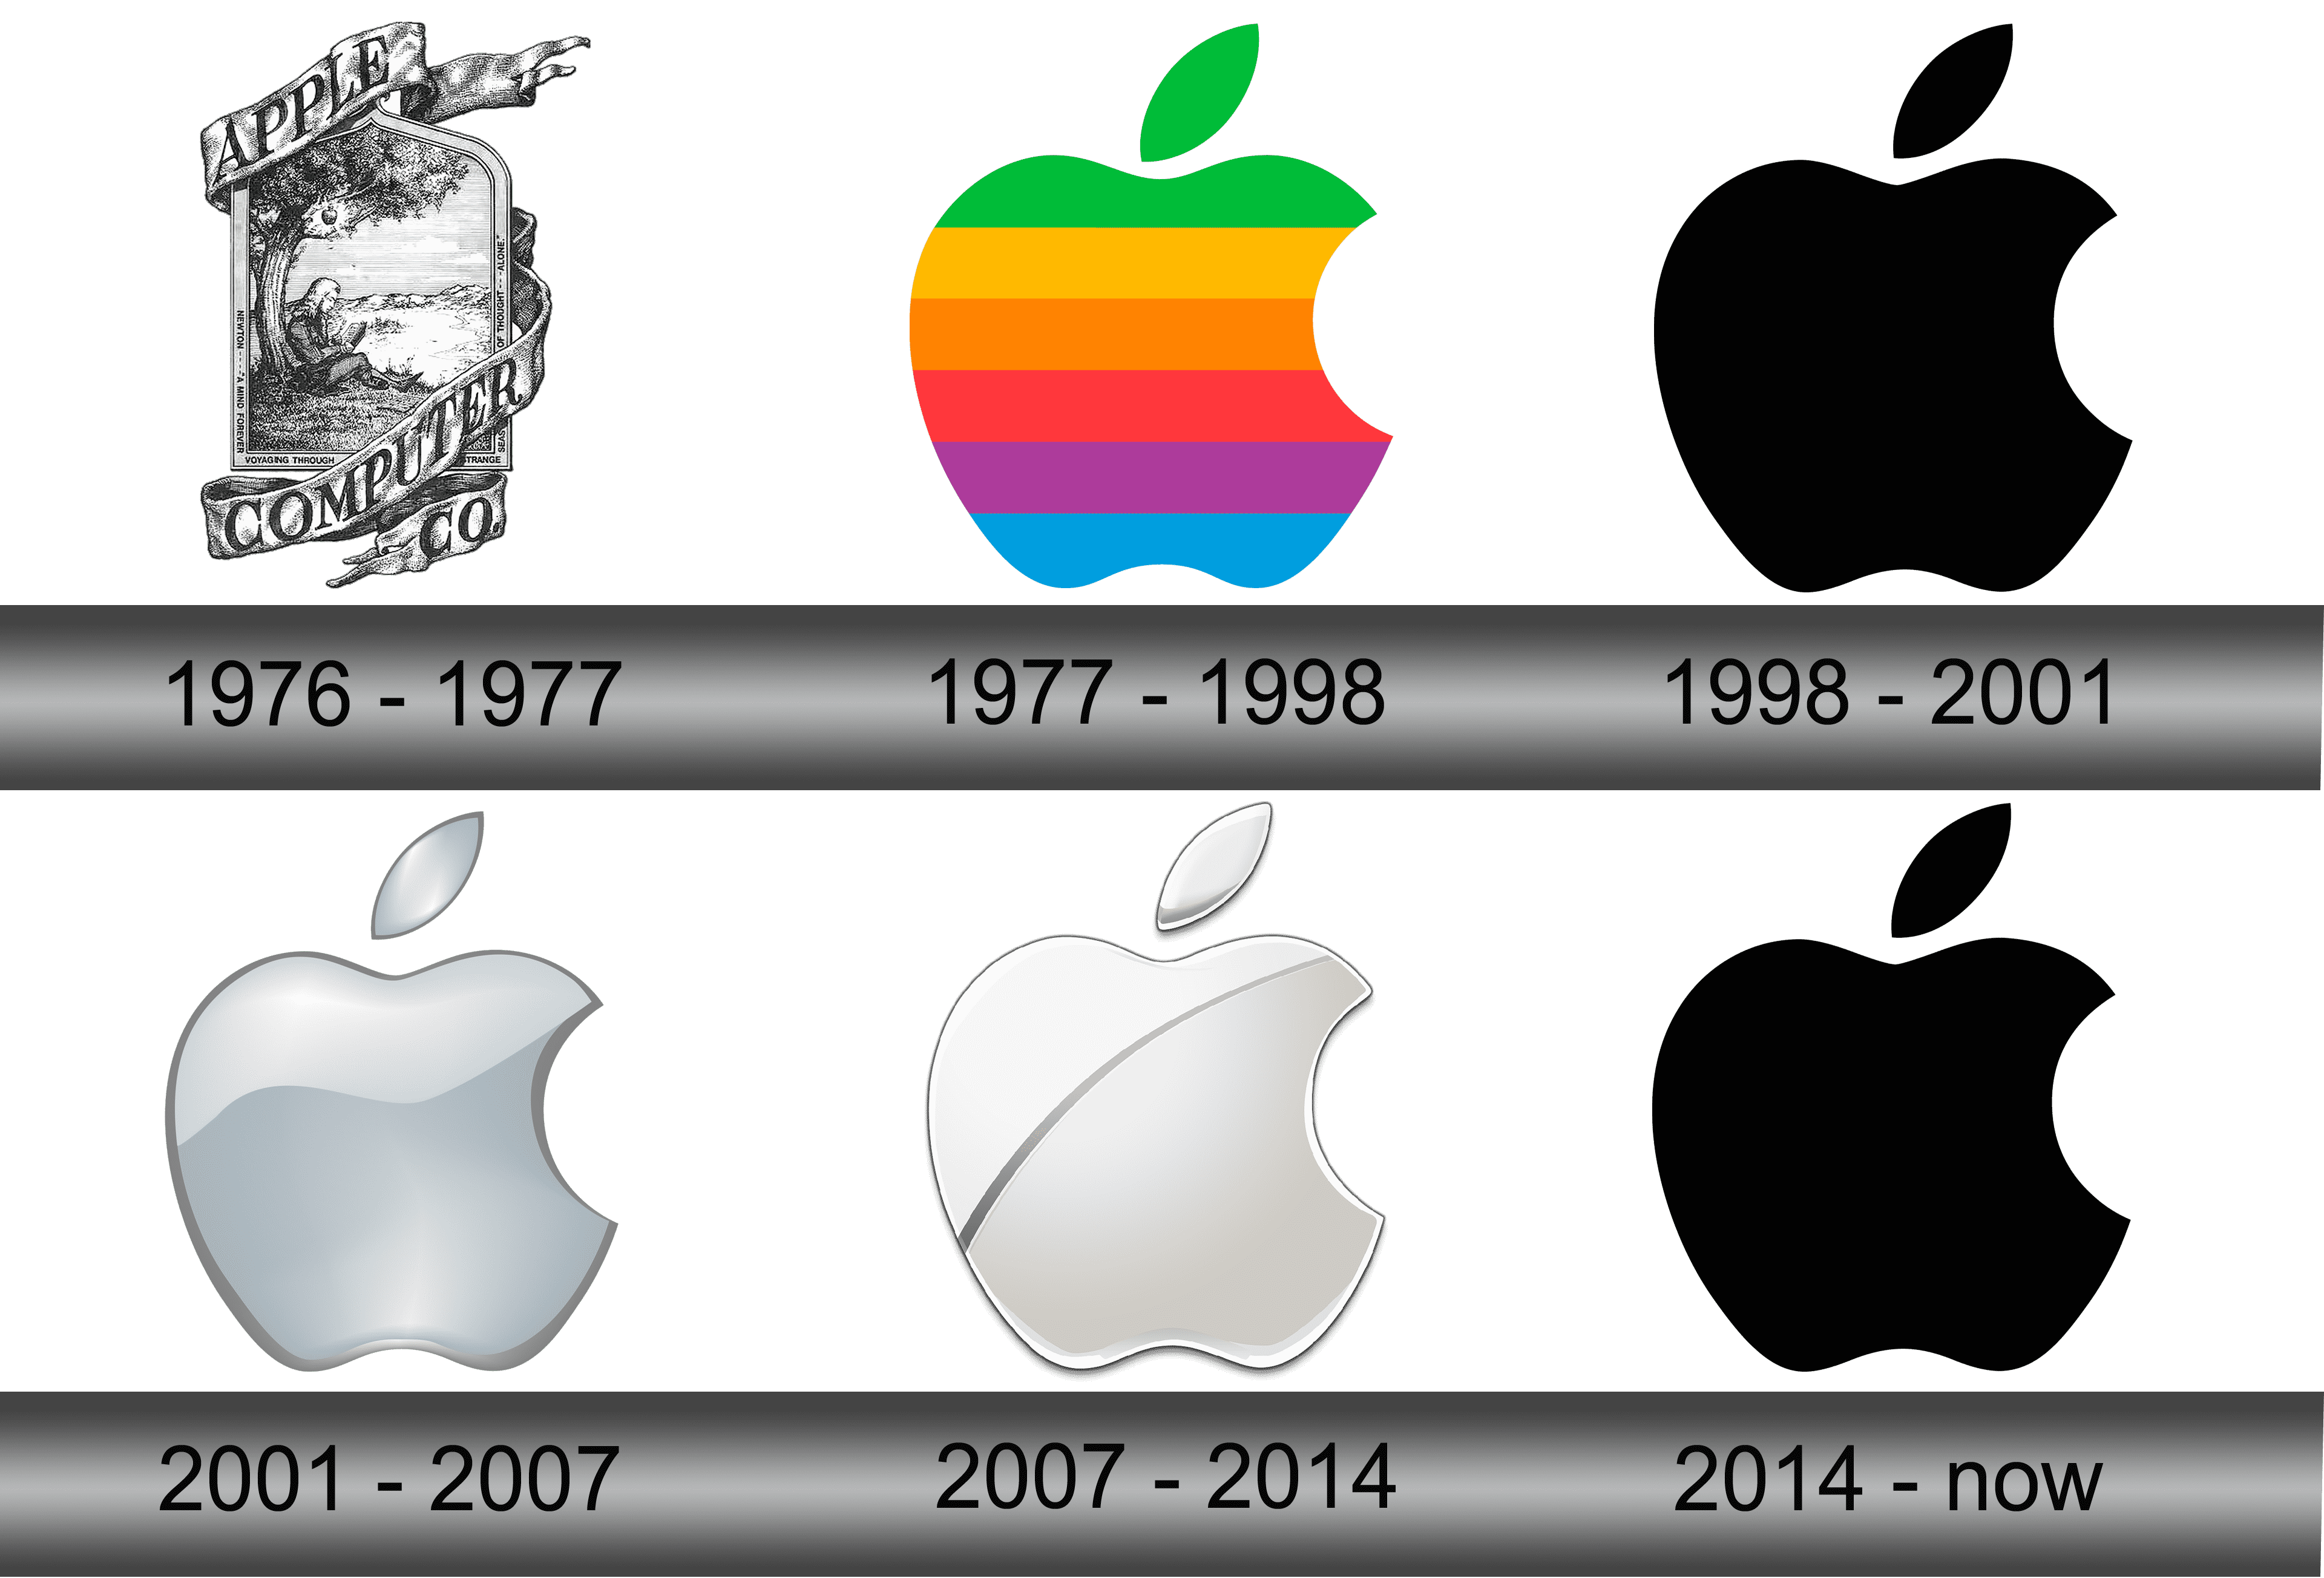 APPLE
NEWTON --- "A MIND FOREVER
VOYAGING THROUGH
STRANGE
SEAS
OF THOUGHT --- ALONE."
COMPUTER
CO.
1976 - 1977
1977 - 1998
1998 - 2001
2001 - 2007
2007 - 2014
2014 - now